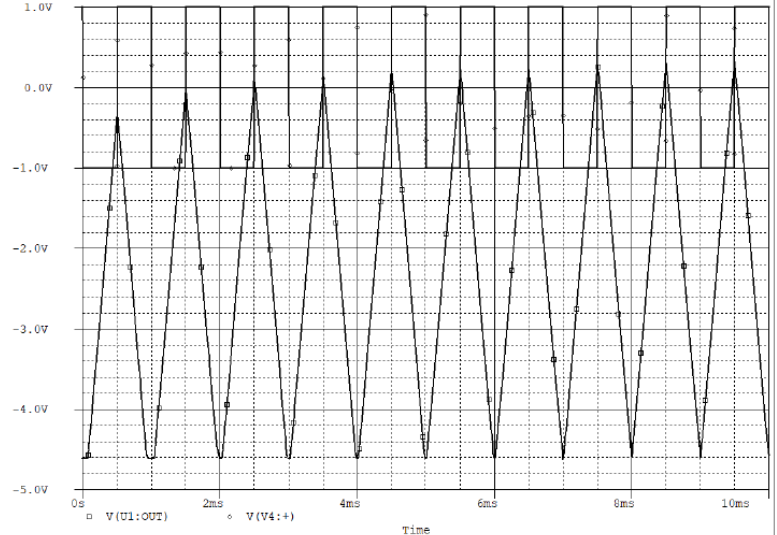 1.0V
0.0V
-1.0V
-2.0V
-3.0V
-4.0V
-5.0V
0s 2ms 4ms 6ms 8ms 10ms
V(U1:OUT) V(V4:+)
Time